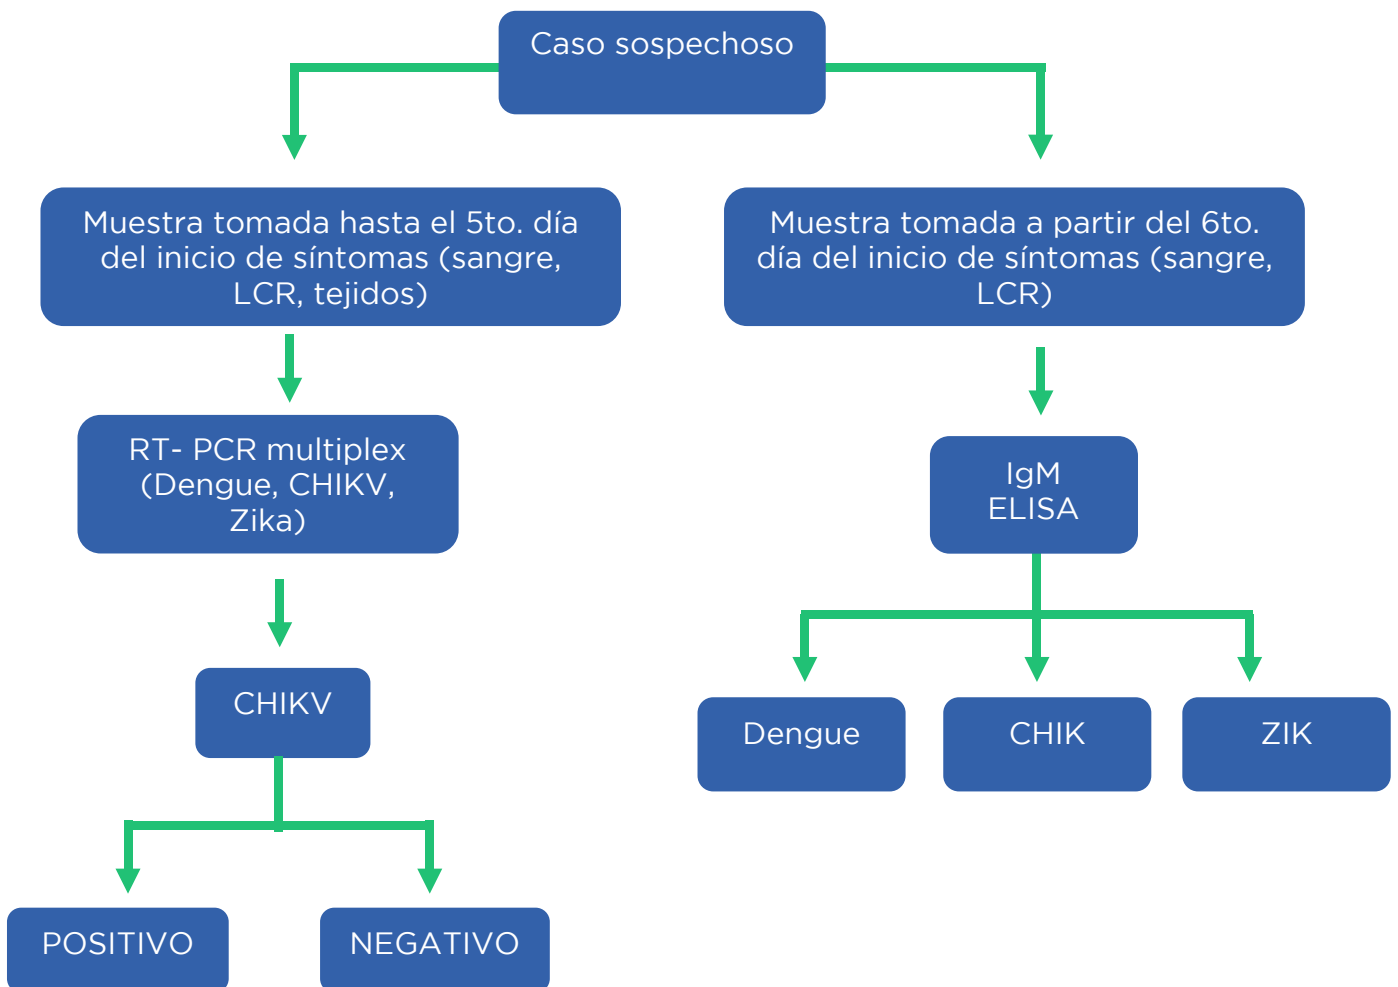 Caso sospechoso
Muestra tomada hasta el 5to. día
del inicio de síntomas (sangre,
LCR, tejidos)
Muestra tomada a partir del 6to.
día del inicio de síntomas (sangre,
LCR)
RT- PCR multiplex
(Dengue, CHIKV,
Zika)
IgM
ELISA
CHIKV
Dengue
CHIK
ZIK
POSITIVO
NEGATIVO